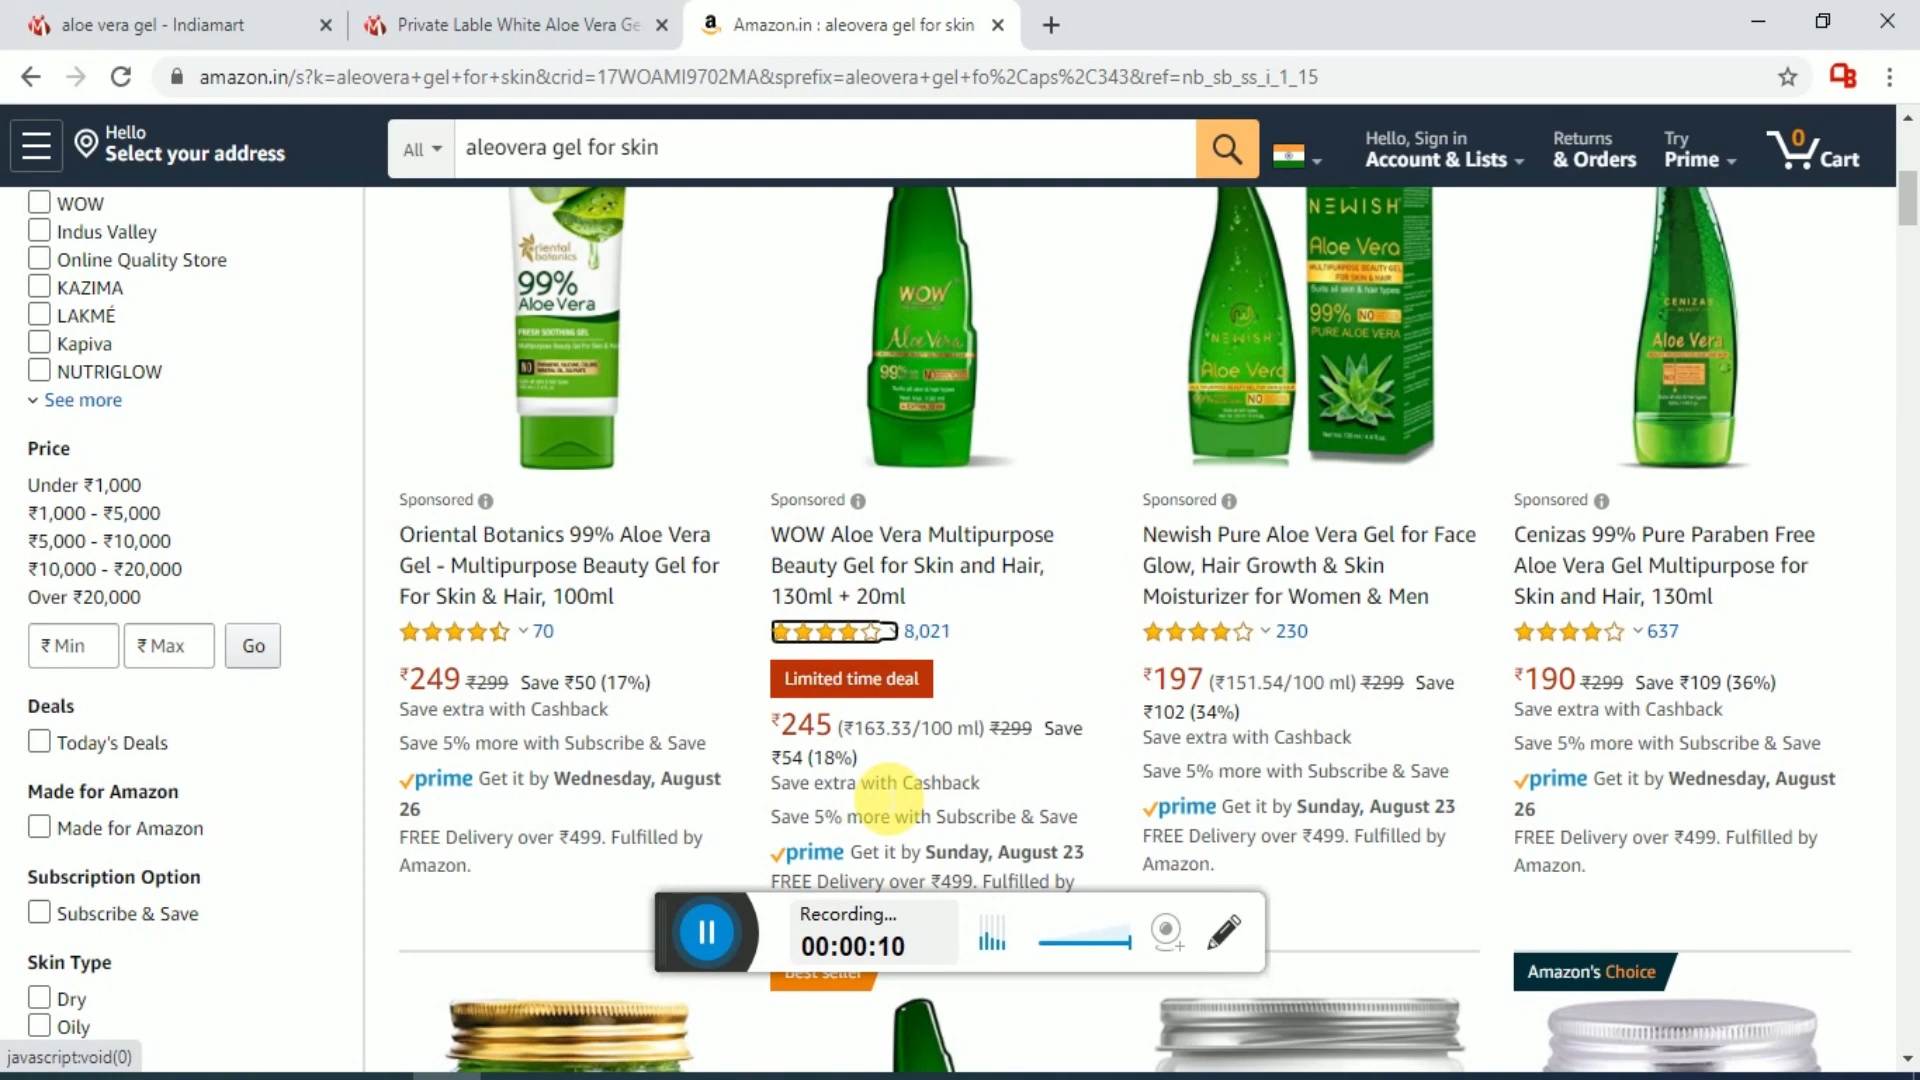 aloe vera gel - Indiamart
Private Lable White Aloe Vera Ge
Amazon.in : aleovera gel for skin
amazon.in/s?k=aleovera+gel+for+skin&crid=17WOAMI9702MA&sprefix=aleovera+gel+fo%2Caps%2C343&ref=nb_sb_ss_i_1_15
Hello
Select your address
All
aleovera gel for skin
Hello, Sign in
Account & Lists
Returns
& Orders
Try
Prime
0
Cart
WOW
Indus Valley
Online Quality Store
KAZIMA
LAKMÉ
Kapiva
NUTRIGLOW
See more
Price
Under ₹1,000
₹1,000 - ₹5,000
₹5,000 - ₹10,000
₹10,000 - ₹20,000
Over ₹20,000
₹ Min
₹ Max
Go
Deals
Today's Deals
Made for Amazon
Made for Amazon
Subscription Option
Subscribe & Save
Skin Type
Dry
Oily
javascript:void(0)
oriental
botanics
99%
Aloe Vera
FRESH SOOTHING GEL
NO
Sponsored
Oriental Botanics 99% Aloe Vera
Gel - Multipurpose Beauty Gel for
For Skin & Hair, 100ml
70
₹249 ₹299 Save ₹50 (17%)
Save extra with Cashback
Save 5% more with Subscribe & Save
prime Get it by Wednesday, August
26
FREE Delivery over ₹499. Fulfilled by
Amazon.
WOW
Aloe Vera
99%
NO
Sponsored
WOW Aloe Vera Multipurpose
Beauty Gel for Skin and Hair,
130ml + 20ml
8,021
Limited time deal
₹245 (₹163.33/100 ml) ₹299 Save
₹54 (18%)
Save extra with Cashback
Save 5% more with Subscribe & Save
prime Get it by Sunday, August 23
FREE Delivery over ₹499. Fulfilled by
NEWISH
Aloe Vera
MULTIPURPOSE BEAUTY GEL
FOR SKIN & HAIR
Suits all skin & hair types
99% NO
PURE ALOE VERA
NEWISH
Aloe Vera
NO
Sponsored
Newish Pure Aloe Vera Gel for Face
Glow, Hair Growth & Skin
Moisturizer for Women & Men
230
₹197 (₹151.54/100 ml) ₹299 Save
₹102 (34%)
Save extra with Cashback
Save 5% more with Subscribe & Save
prime Get it by Sunday, August 23
FREE Delivery over ₹499. Fulfilled by
Amazon.
CENIZAS
Aloe Vera
Sponsored
Cenizas 99% Pure Paraben Free
Aloe Vera Gel Multipurpose for
Skin and Hair, 130ml
637
₹190 ₹299 Save ₹109 (36%)
Save extra with Cashback
Save 5% more with Subscribe & Save
prime Get it by Wednesday, August
26
FREE Delivery over ₹499. Fulfilled by
Amazon.
Recording...
00:00:10
Best seller
Amazon's Choice